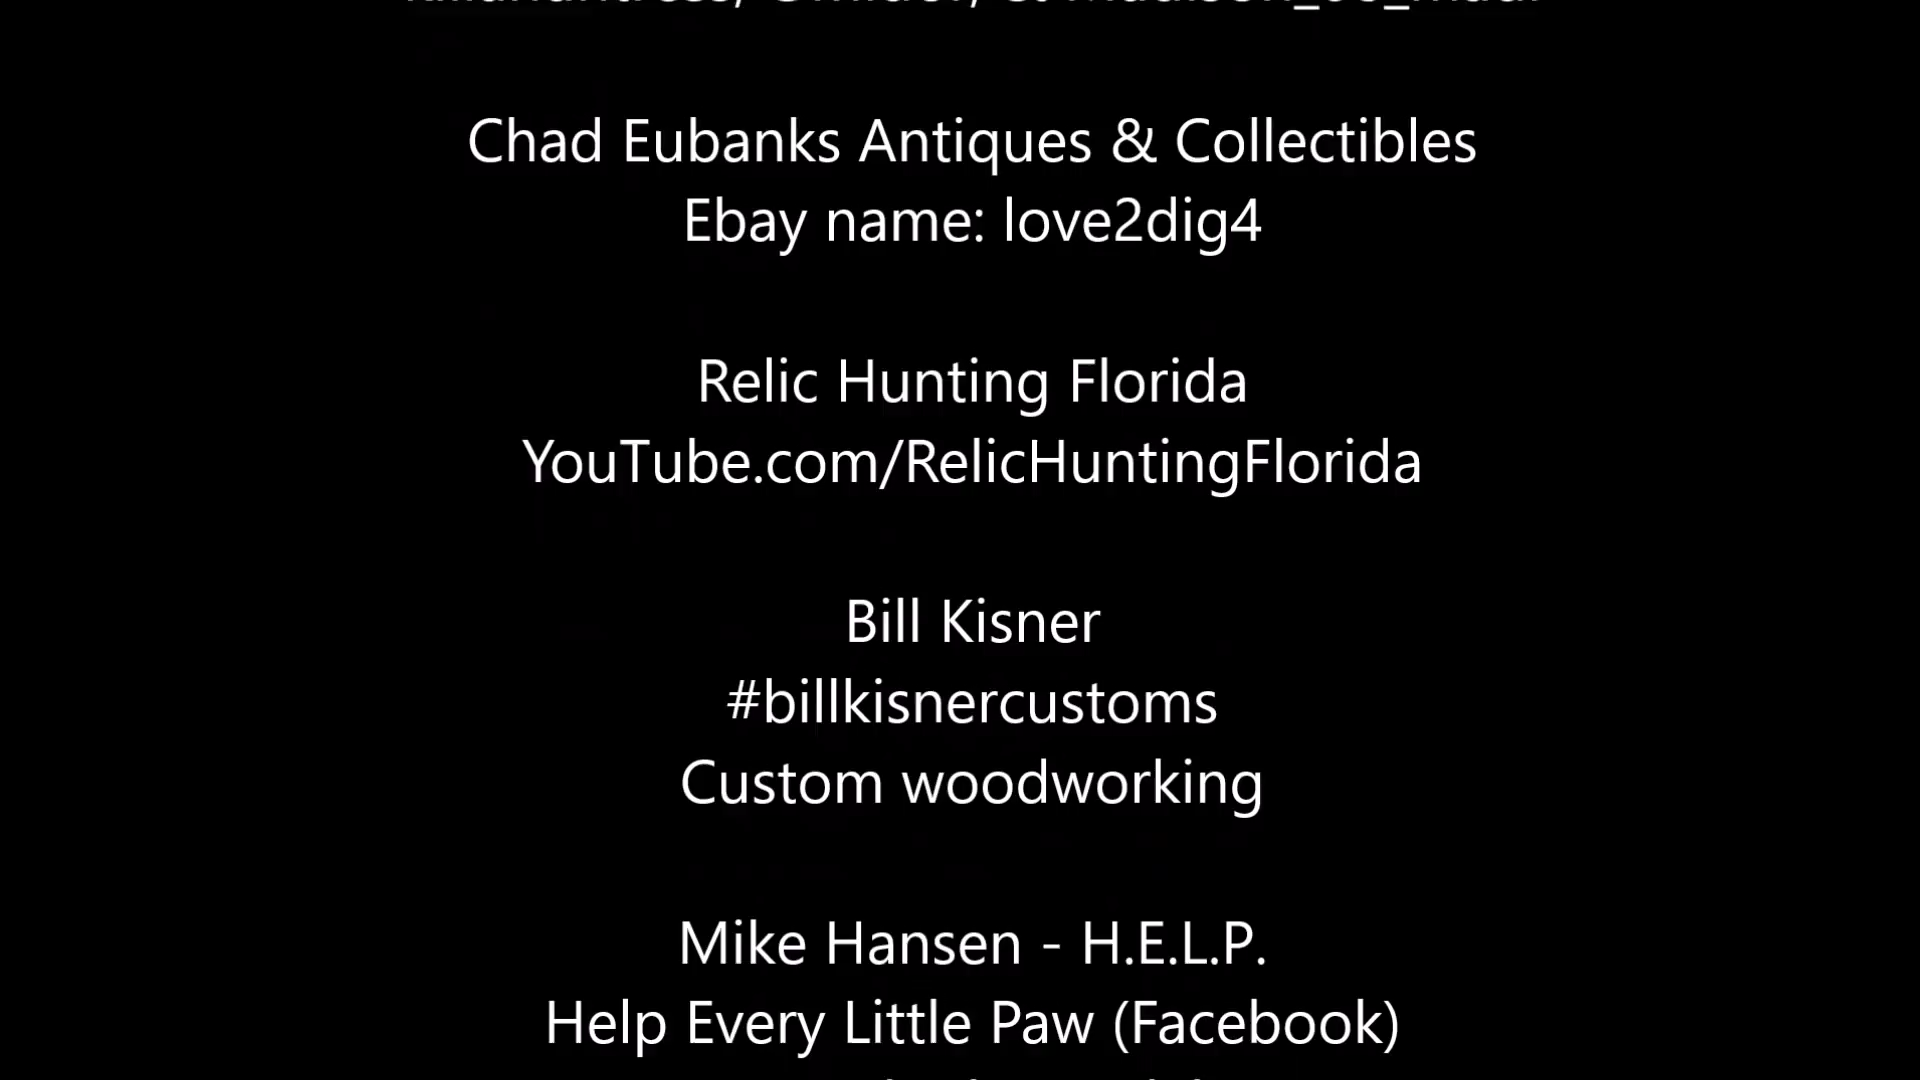 Chad Eubanks Antiques & Collectibles
Ebay name: love2dig4
Relic Hunting Florida
YouTube.com/RelicHuntingFlorida
Bill Kisner
#billkisnercustoms
Custom woodworking
Mike Hansen - H.E.L.P.
Help Every Little Paw (Facebook)